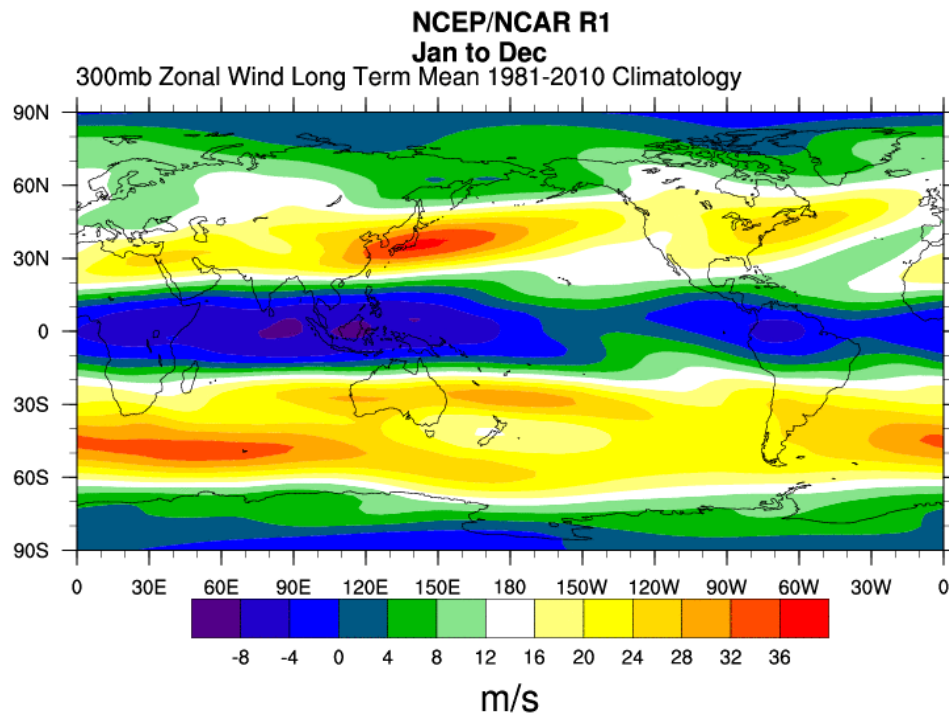 NCEP/NCAR R1
Jan to Dec
300mb Zonal Wind Long Term Mean 1981-2010 Climatology
90N
60N
30N
0
30S
60S
90S
0 30E 60E 90E 120E 150E 180 150W 120W 90W 60W 30W 0
-8 -4 0 4 8 12 16 20 24 28 32 36
m/s